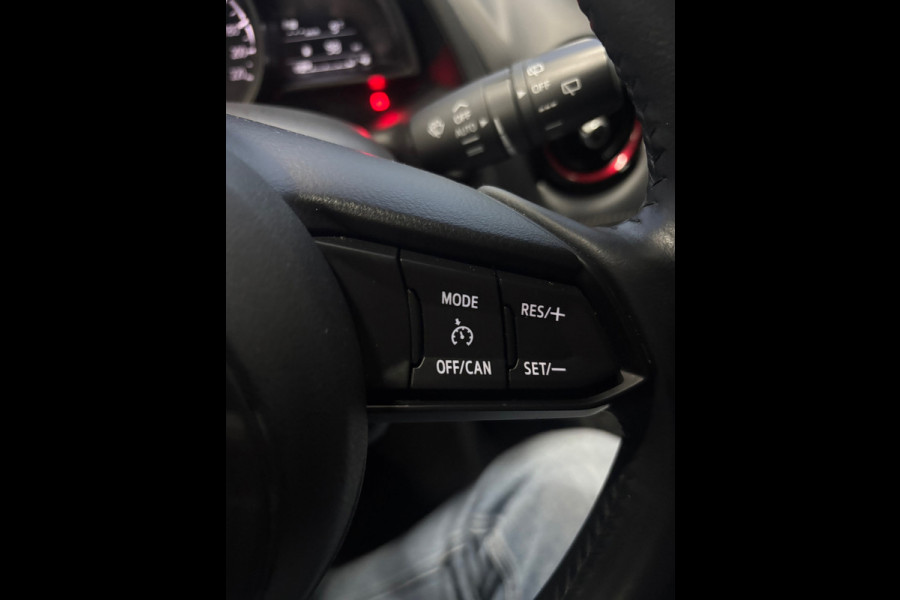 OFF
OFF
AUTO
MODE
RES/+
OFF/CAN
SET/—